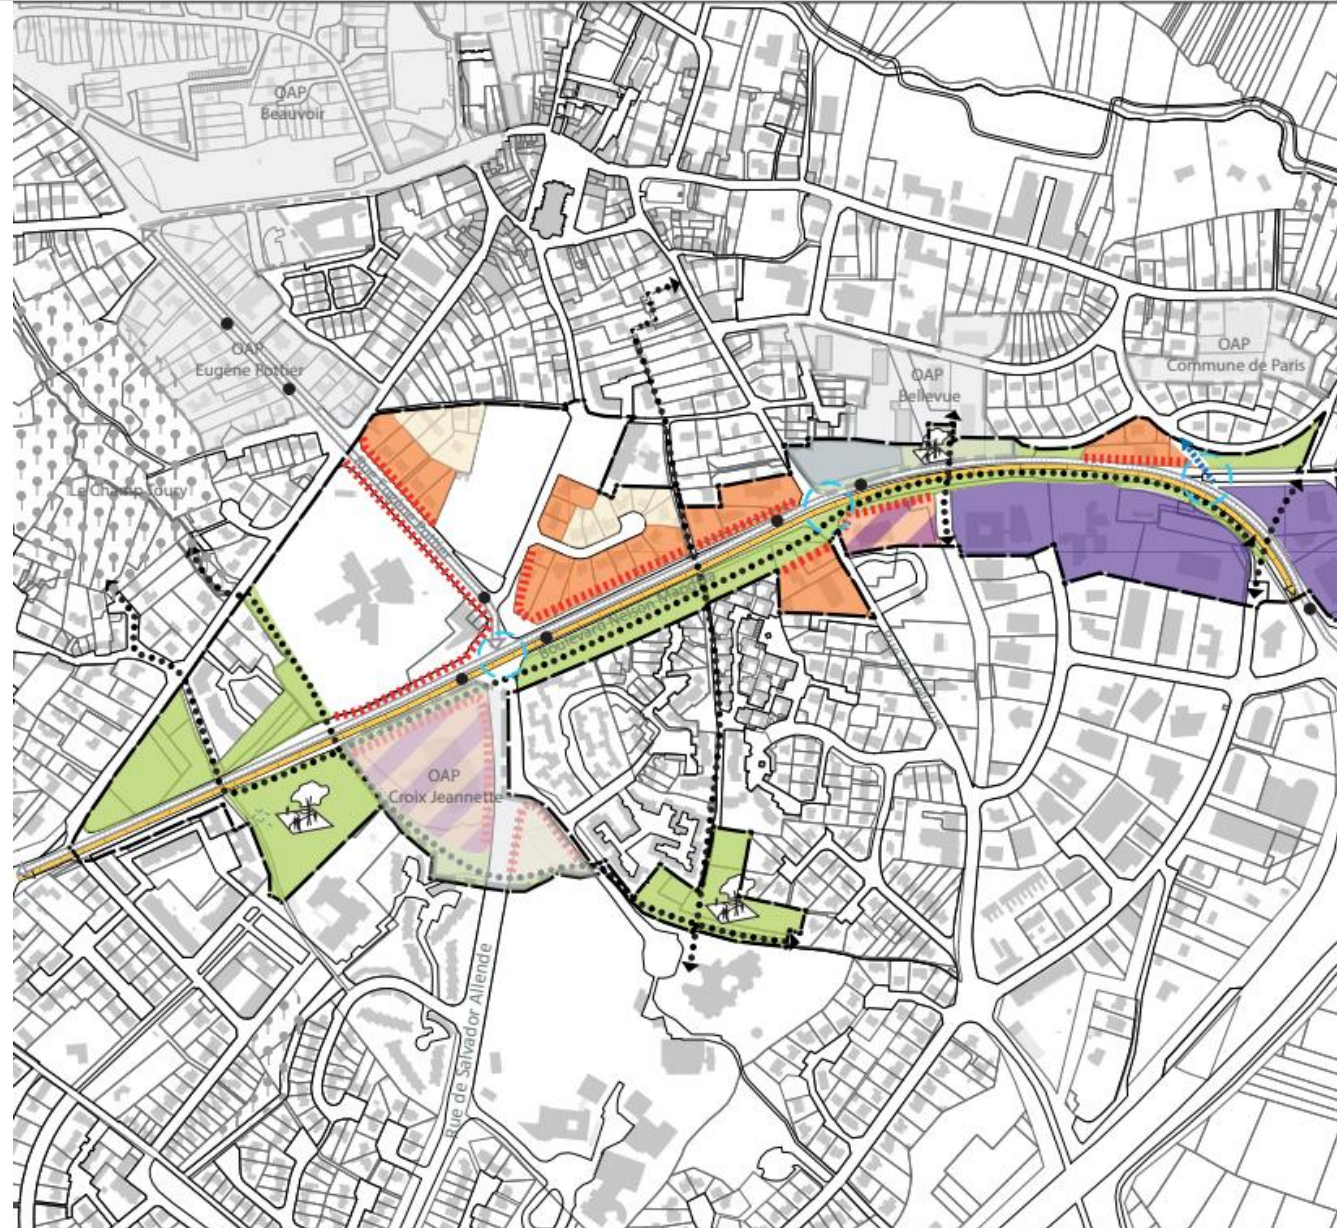 OAP
Beauvoir
OAP
Eugène Pottier
OAP
Commune de Paris
OAP
Bellevue
Le Champ Toury
Boulevard Nelson Mandela
OAP
Croix Jeannette
Rue de Salvador Allende